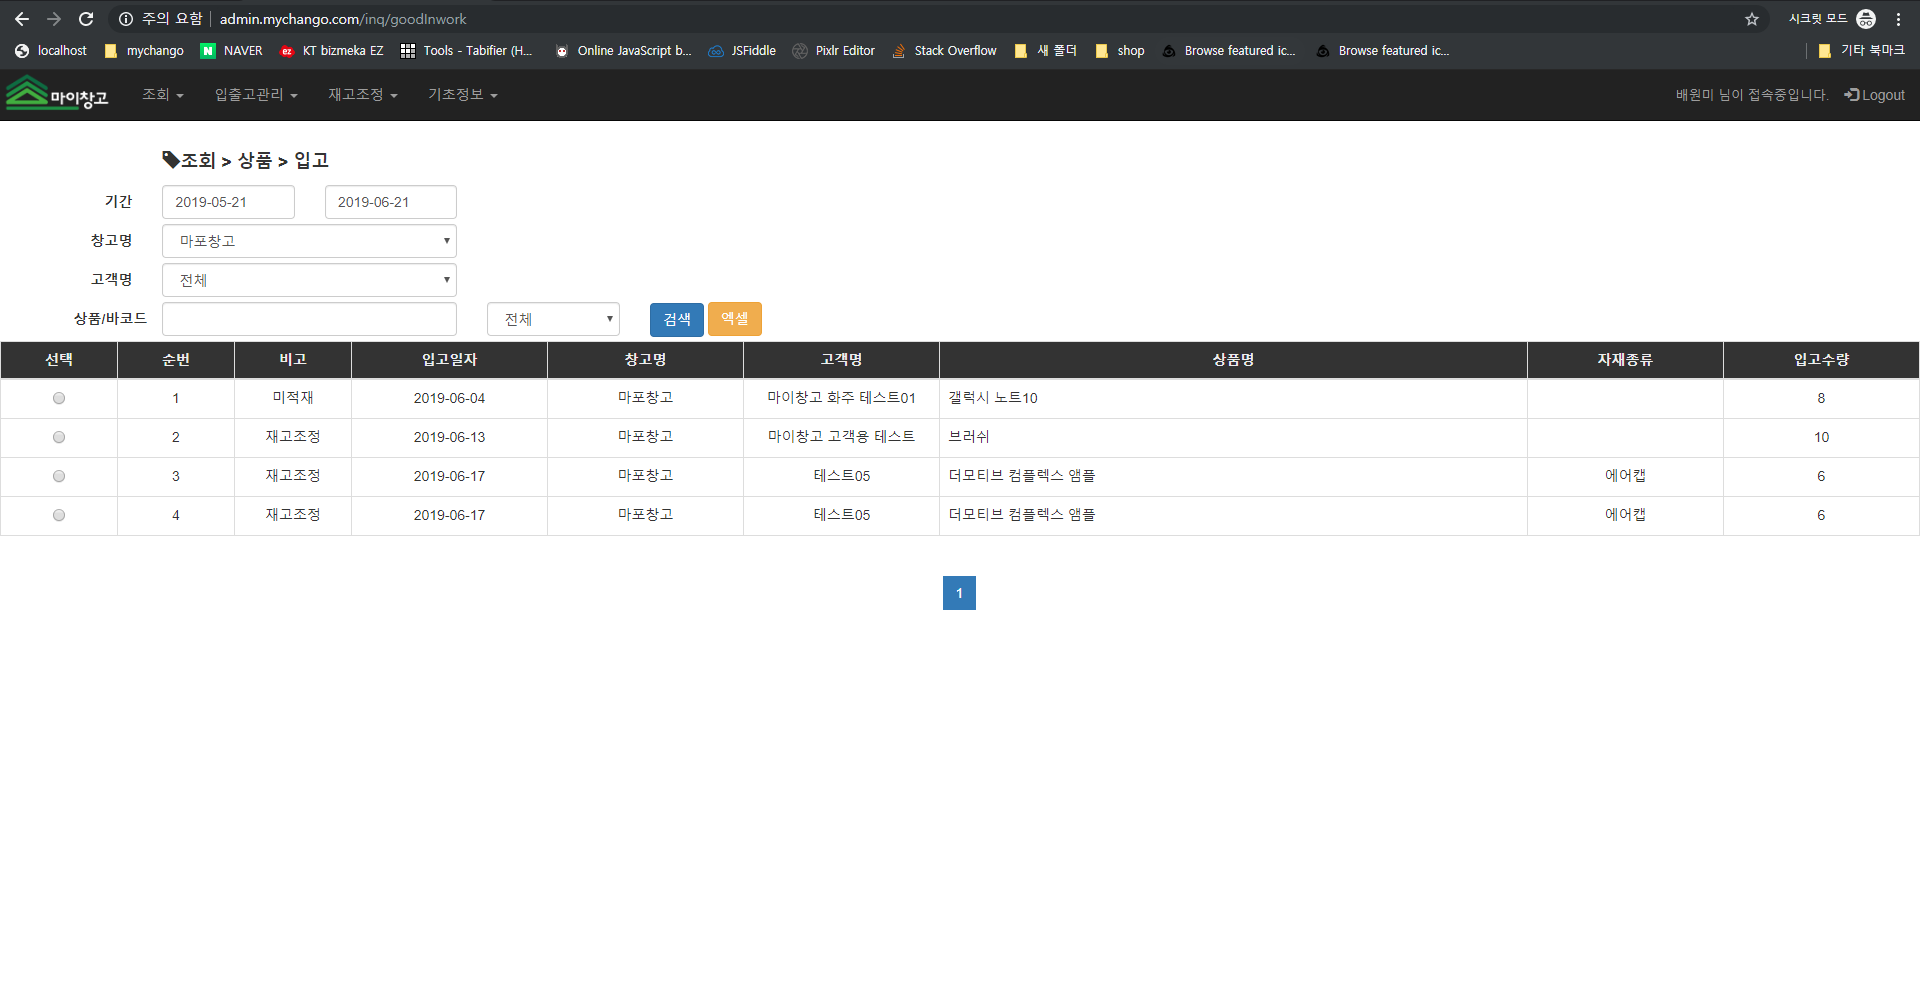 주의 요함 admin.mychango.com/inq/goodInwork 시크릿 모드
localhost mychango NAVER KT bizmeka EZ Tools - Tabifier (H... Online JavaScript b... JSFiddle Pixlr Editor Stack Overflow 새 폴더 shop Browse featured ic... Browse featured ic... 기타 북마크
마이창고 조회 입출고관리 재고조정 기초정보 배원미 님이 접속중입니다. Logout
조회 > 상품 > 입고
기간 2019-05-21 2019-06-21
창고명 마포창고
고객명 전체
상품/바코드 전체 검색 엑셀
선택 순번 비고 입고일자 창고명 고객명 상품명 자재종류 입고수량
1 미적재 2019-06-04 마포창고 마이창고 화주 테스트01 갤럭시 노트10 8
2 재고조정 2019-06-13 마포창고 마이창고 고객용 테스트 브러쉬 10
3 재고조정 2019-06-17 마포창고 테스트05 더모티브 컴플렉스 앰플 에어캡 6
4 재고조정 2019-06-17 마포창고 테스트05 더모티브 컴플렉스 앰플 에어캡 6
1